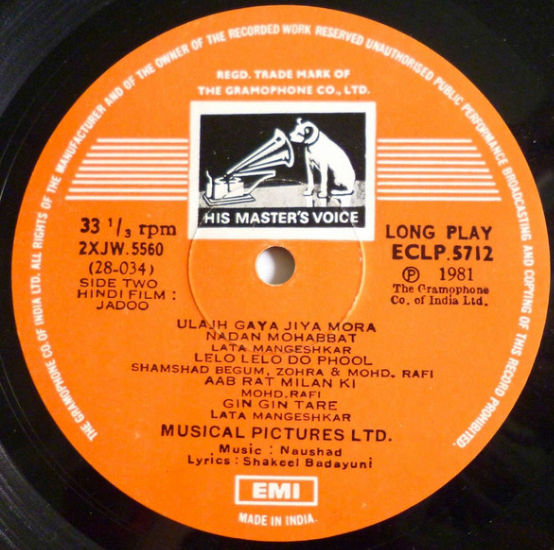 THE GRAMOPHONE CO. OF INDIA LTD. ALL RIGHTS OF THE MANUFACTURER AND OF THE OWNER OF THE RECORDED WORK RESERVED UNAUTHORISED PUBLIC PERFORMANCE BROADCASTING AND COPYING OF THIS RECORD PROHIBITED.
REGD. TRADE MARK OF
THE GRAMOPHONE CO., LTD.
HIS MASTER'S VOICE
33 1/3 rpm
2XJW.5560
(28-034)
SIDE TWO
HINDI FILM :
JADOO
LONG PLAY
ECLP.5712
Ⓟ 1981
The Gramophone
Co. of India Ltd.
ULAJH GAYA JIYA MORA
NADAN MOHABBAT
LATA MANGESHKAR
LELO LELO DO PHOOL
SHAMSHAD BEGUM, ZOHRA & MOHD. RAFI
AAB RAT MILAN KI
MOHD.RAFI
GIN GIN TARE
LATA MANGESHKAR
MUSICAL PICTURES LTD.
Music : Naushad
Lyrics : Shakeel Badayuni
EMI
MADE IN INDIA.